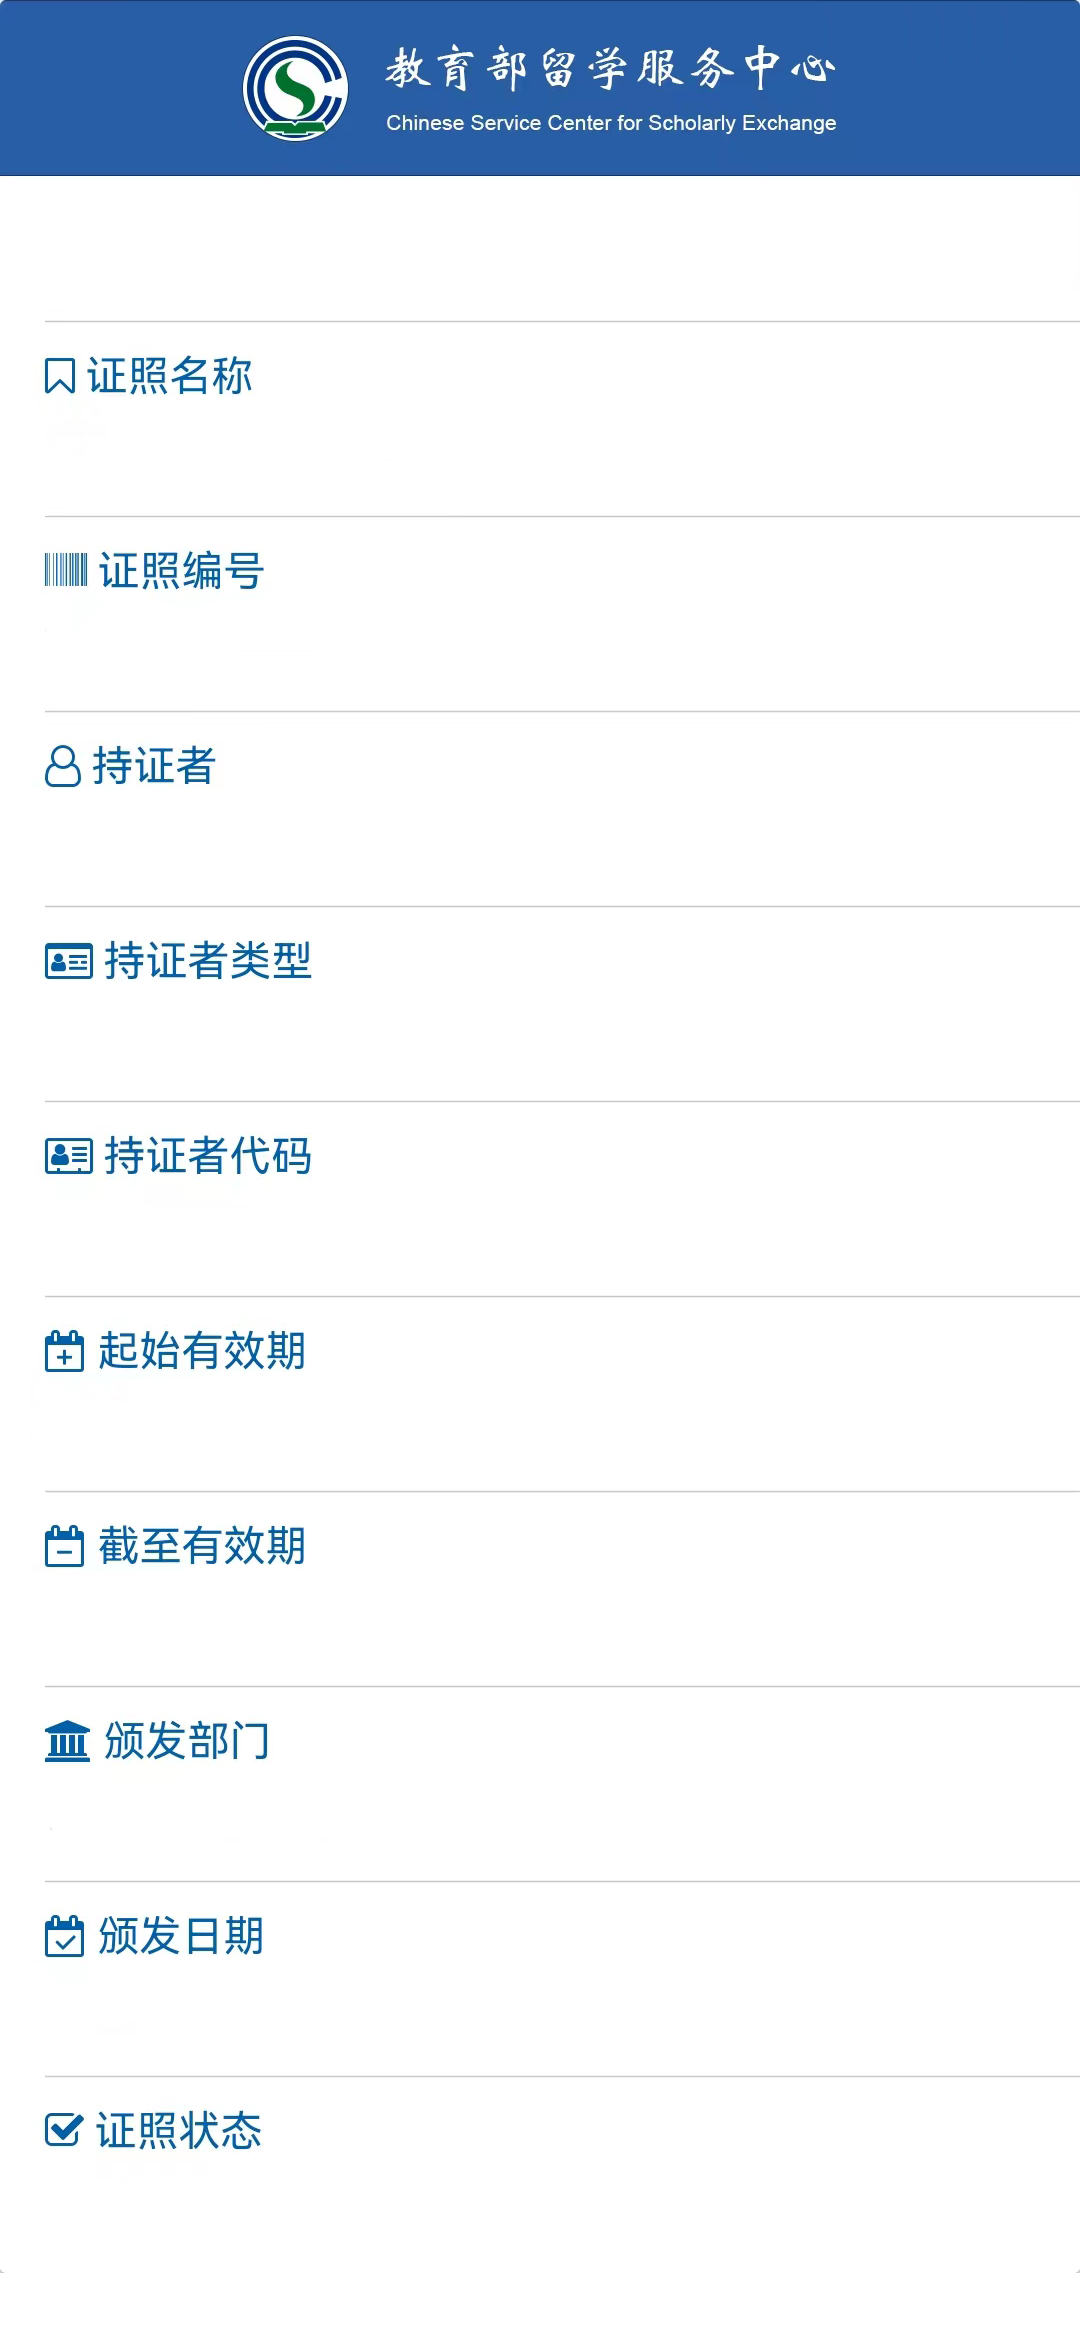 教育部留学服务中心
Chinese Service Center for Scholarly Exchange
证照名称
证照编号
持证者
持证者类型
持证者代码
起始有效期
截至有效期
颁发部门
颁发日期
证照状态